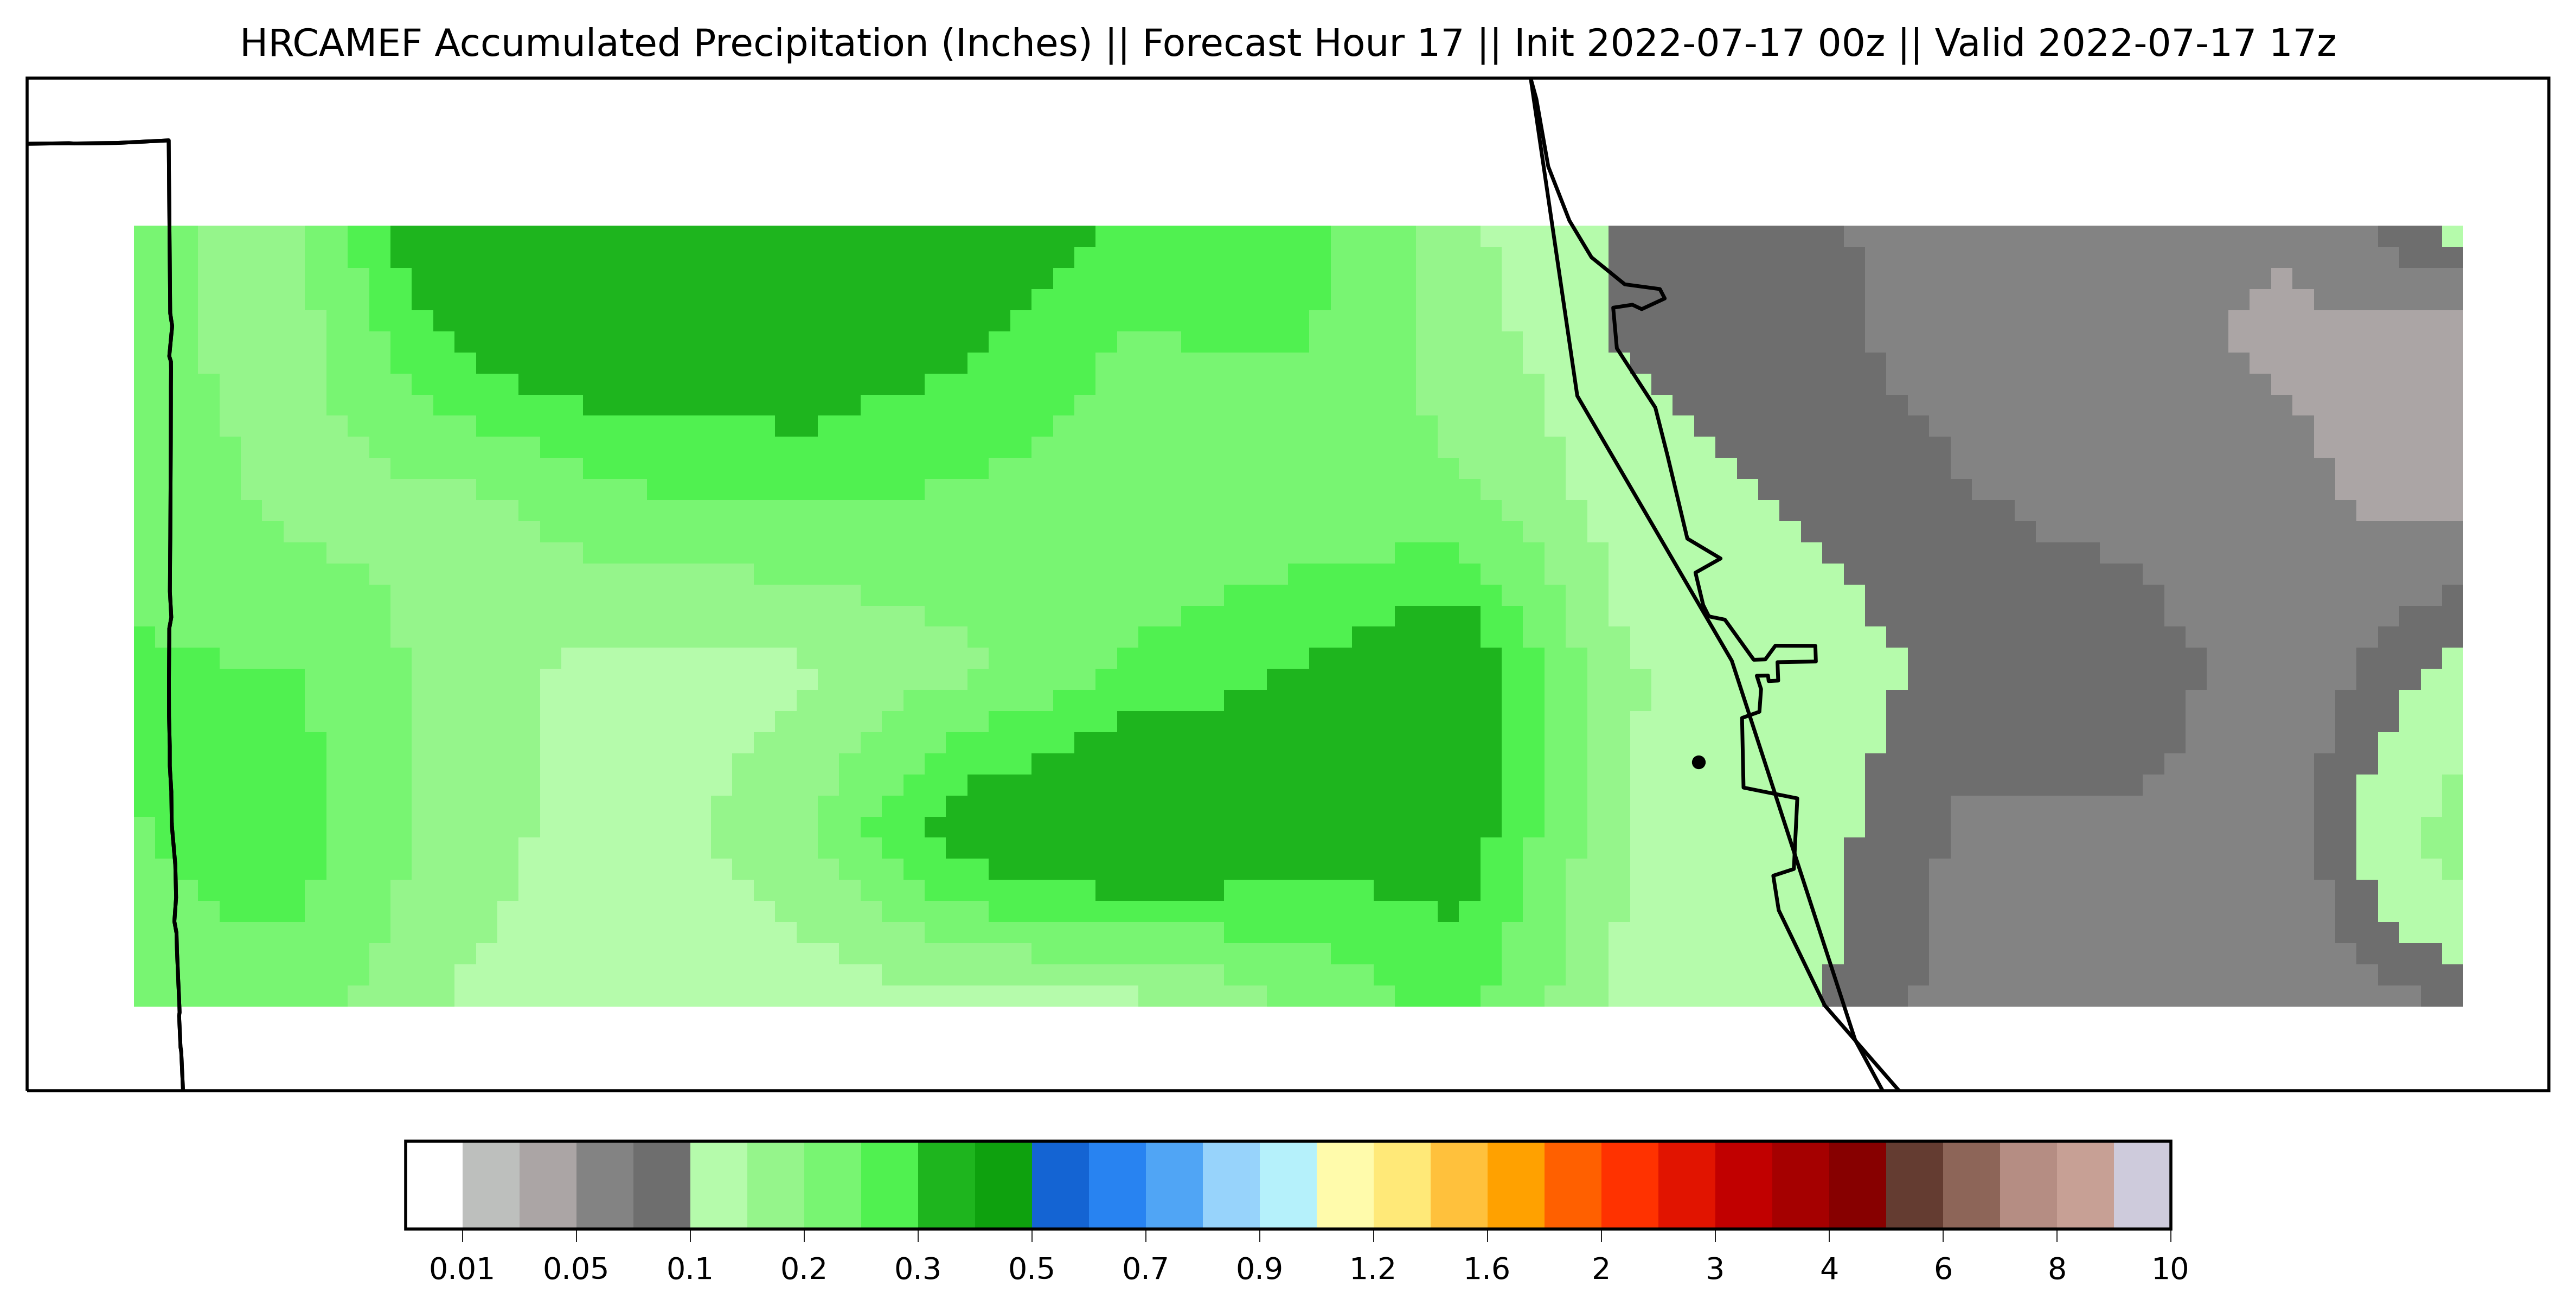 HRCAMEF Accumulated Precipitation (Inches) || Forecast Hour 17 || Init 2022-07-17 00z || Valid 2022-07-17 17z
0.01 0.05 0.1 0.2 0.3 0.5 0.7 0.9 1.2 1.6 2 3 4 6 8 10